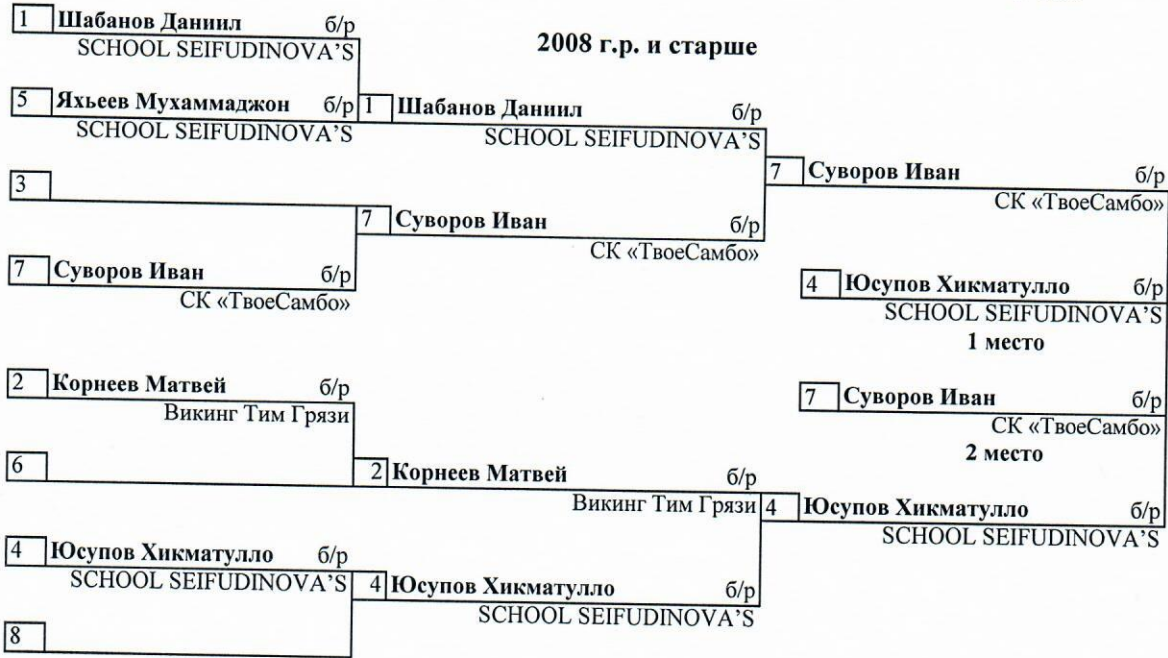 1 Шабанов Даниил б/р
SCHOOL SEIFUDINOVA'S
2008 г.р. и старше
5 Яхьеев Мухаммаджон б/р
SCHOOL SEIFUDINOVA'S
1 Шабанов Даниил б/р
SCHOOL SEIFUDINOVA'S
3
7 Суворов Иван б/р
СК «ТвоеСамбо»
7 Суворов Иван б/р
СК «ТвоеСамбо»
7 Суворов Иван б/р
СК «ТвоеСамбо»
4 Юсупов Хикматулло б/р
SCHOOL SEIFUDINOVA'S
1 место
7 Суворов Иван б/р
СК «ТвоеСамбо»
2 место
2 Корнеев Матвей б/р
Викинг Тим Грязи
6
2 Корнеев Матвей б/р
Викинг Тим Грязи
4 Юсупов Хикматулло б/р
SCHOOL SEIFUDINOVA'S
4 Юсупов Хикматулло б/р
SCHOOL SEIFUDINOVA'S
4 Юсупов Хикматулло б/р
SCHOOL SEIFUDINOVA'S
8